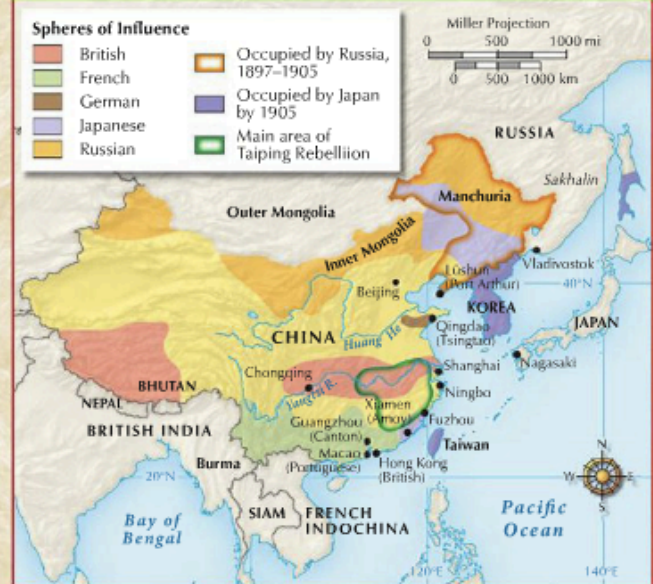 Spheres of Influence
British
French
German
Japanese
Russian
Occupied by Russia,
1897–1905
Occupied by Japan
by 1905
Main area of
Taiping Rebelliion
Miller Projection
0 500 1000 mi
0 500 1000 km
RUSSIA
Sakhalin
Manchuria
Outer Mongolia
Inner Mongolia
Vladivostok
Lüshun
(Port Arthur)
40°N
Beijing
KOREA
JAPAN
CHINA
Huang He
Qingdao
(Tsingtao)
Nagasaki
Shanghai
Chongqing
Yangzi R.
Ningbo
BHUTAN
NEPAL
Xiamen
(Amoy)
Fuzhou
Guangzhou
(Canton)
BRITISH INDIA
Taiwan
Macao
(Portuguese)
Hong Kong
(British)
Burma
20°N
N
W
E
S
SIAM
FRENCH
INDOCHINA
Bay of
Bengal
Pacific
Ocean
120°E
140°E